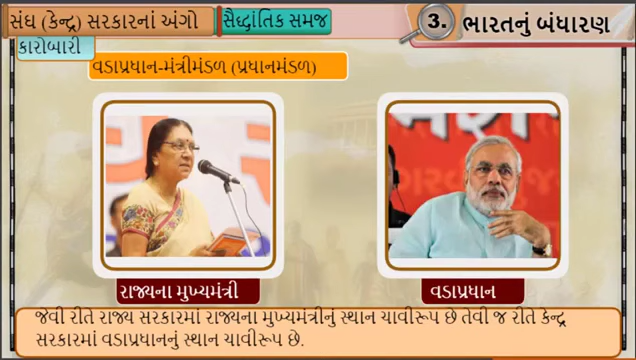 સંઘ (કેન્દ્ર) સરકારનાં અંગો
સૈદ્ધાંતિક સમજ
3. ભારતનું બંધારણ
કારોબારી
વડાપ્રધાન-મંત્રીમંડળ (પ્રધાનમંડળ)
રાજ્યના મુખ્યમંત્રી
વડાપ્રધાન
જેવી રીતે રાજ્ય સરકારમાં રાજ્યના મુખ્યમંત્રીનું સ્થાન ચાવીરૂપ છે તેવી જ રીતે કેન્દ્ર
સરકારમાં વડાપ્રધાનનું સ્થાન ચાવીરૂપ છે.